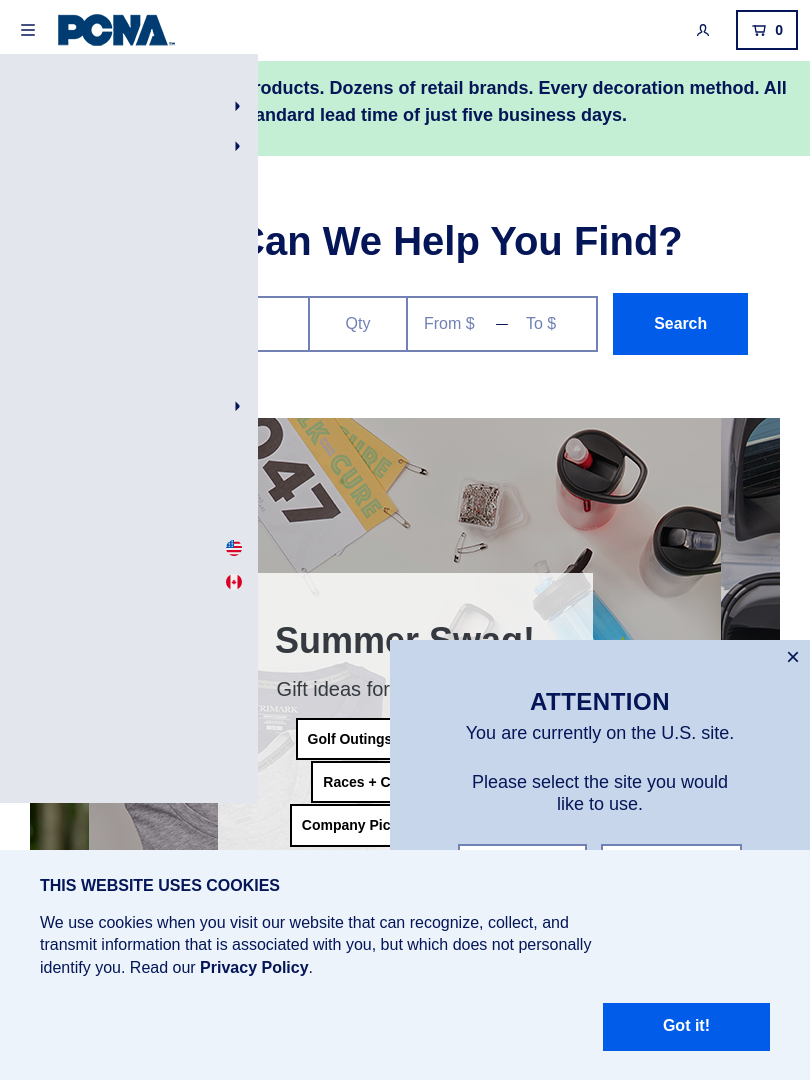 PCNA
0
roducts. Dozens of retail brands. Every decoration method. All
andard lead time of just five business days.
Can We Help You Find?
Qty
From $
To $
Search
047
CURE
CURE
Summer Swag!
Gift ideas for
TRIMARK
Golf Outings
Races + C
Company Pic
×
ATTENTION
You are currently on the U.S. site.
Please select the site you would
like to use.
THIS WEBSITE USES COOKIES
We use cookies when you visit our website that can recognize, collect, and
transmit information that is associated with you, but which does not personally
identify you. Read our Privacy Policy.
Got it!